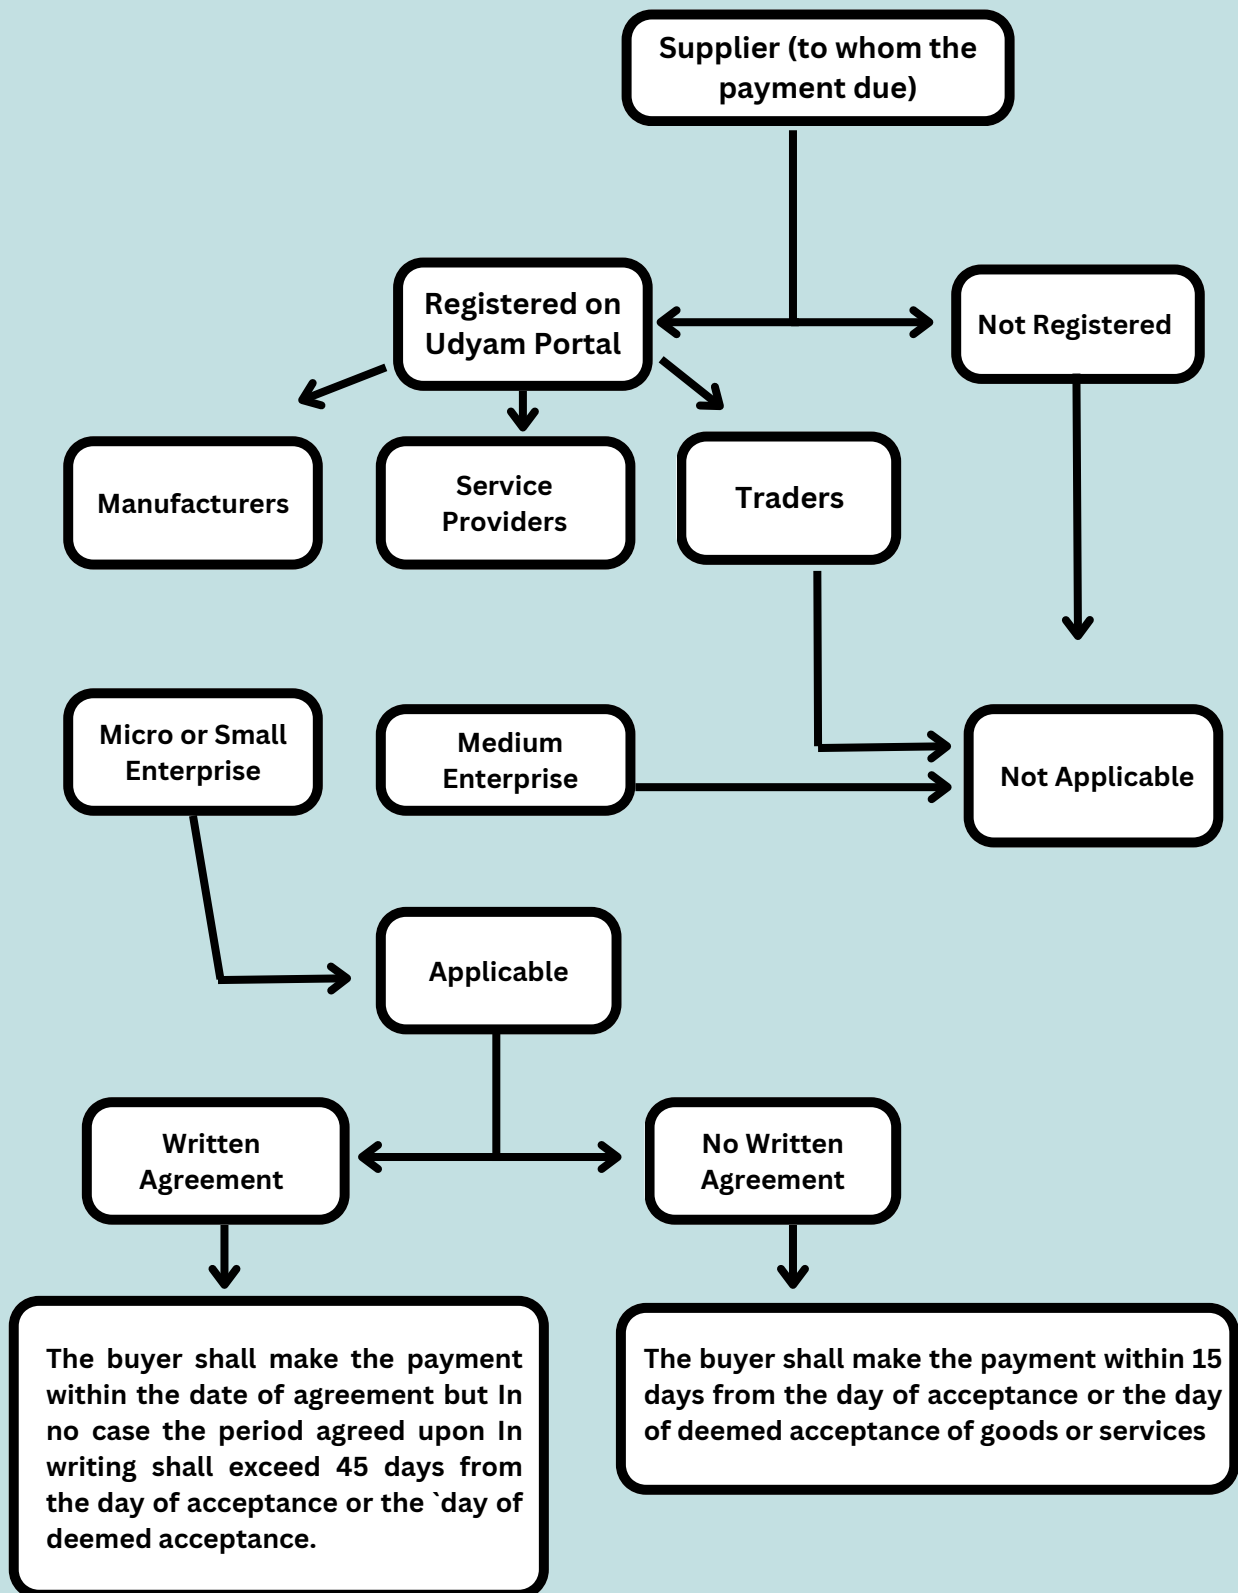 Supplier (to whom the
payment due)
Registered on
Udyam Portal
Not Registered
Manufacturers
Service
Providers
Traders
Micro or Small
Enterprise
Medium
Enterprise
Not Applicable
Applicable
Written
Agreement
No Written
Agreement
The buyer shall make the payment
within the date of agreement but In
no case the period agreed upon In
writing shall exceed 45 days from
the day of acceptance or the `day of
deemed acceptance.
The buyer shall make the payment within 15
days from the day of acceptance or the day
of deemed acceptance of goods or services